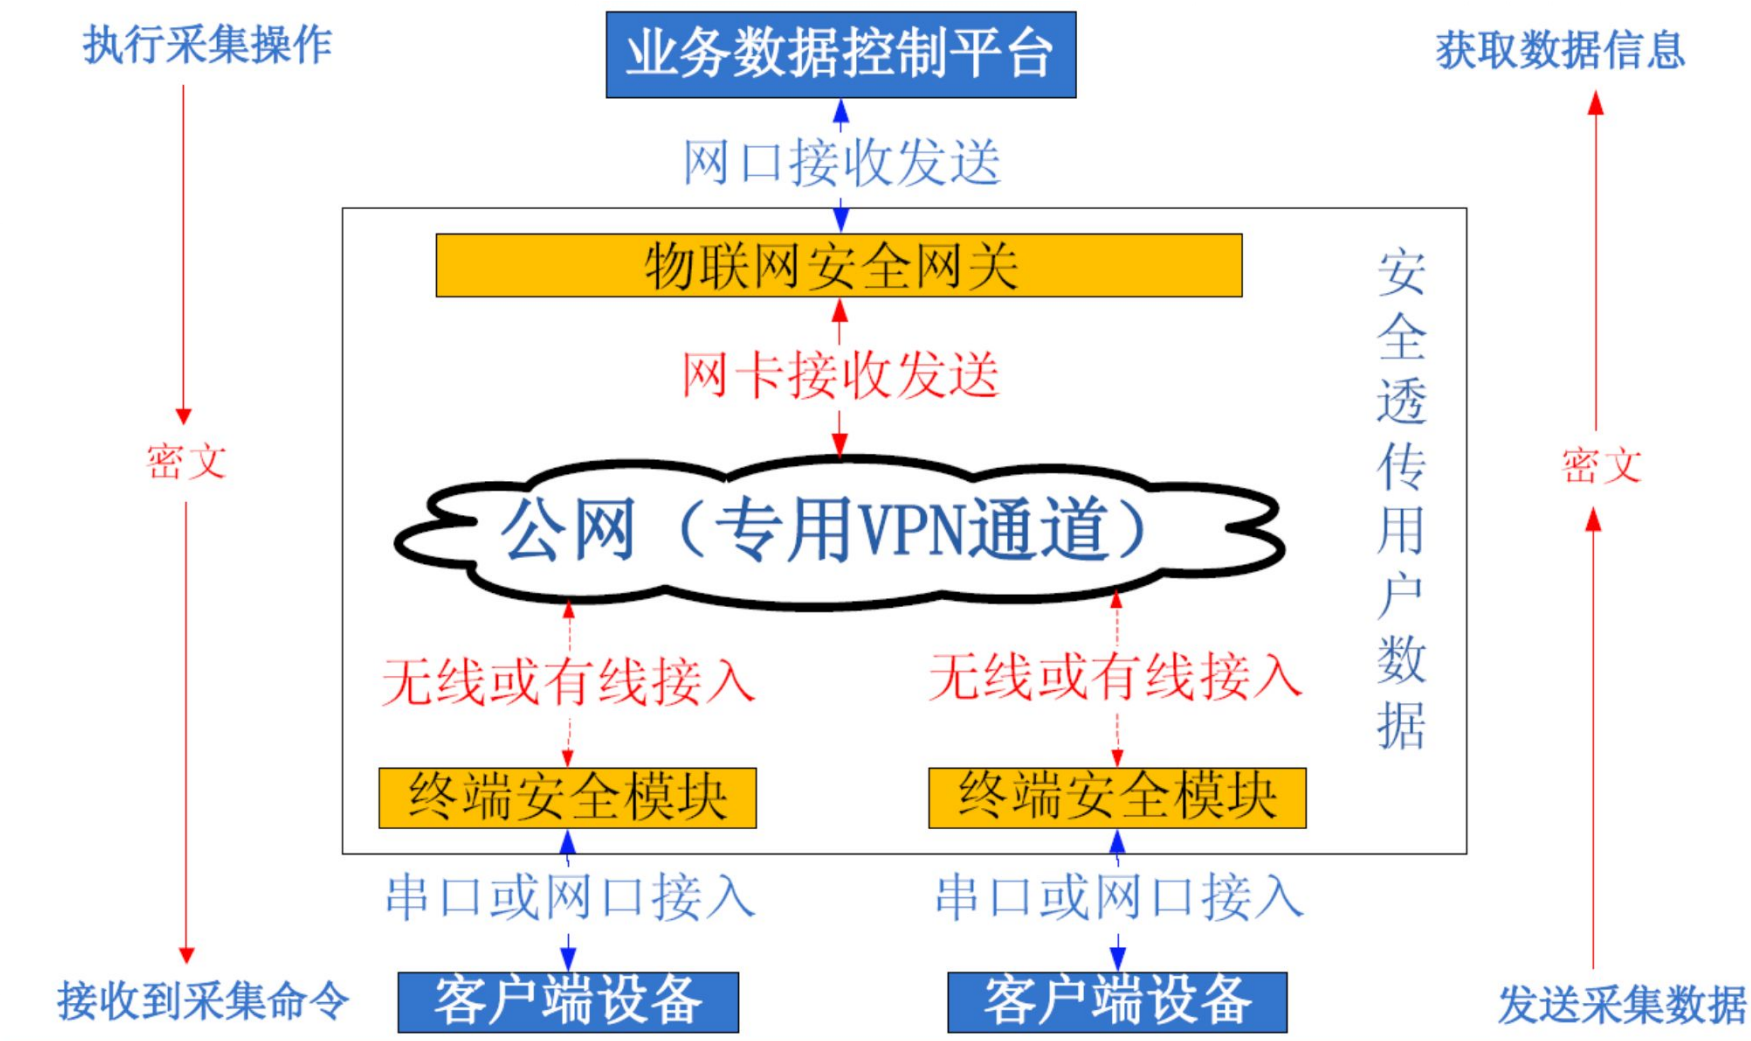 执行采集操作
业务数据控制平台
获取数据信息
网口接收发送
物联网安全网关
安全透传用户数据
网卡接收发送
密文
密文
公网（专用VPN通道）
无线或有线接入
无线或有线接入
终端安全模块
终端安全模块
串口或网口接入
串口或网口接入
接收到采集命令
客户端设备
客户端设备
发送采集数据